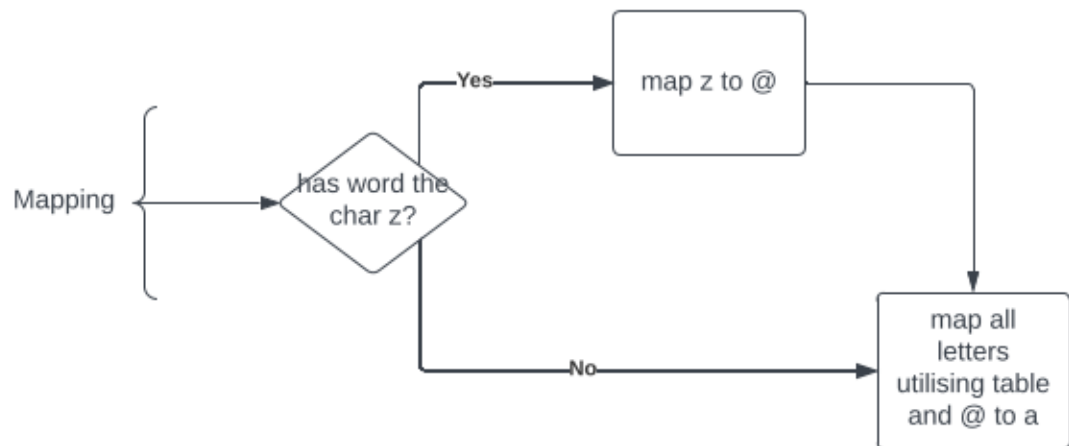 Mapping
has word the
char z?
Yes
map z to @
No
map all
letters
utilising table
and @ to a